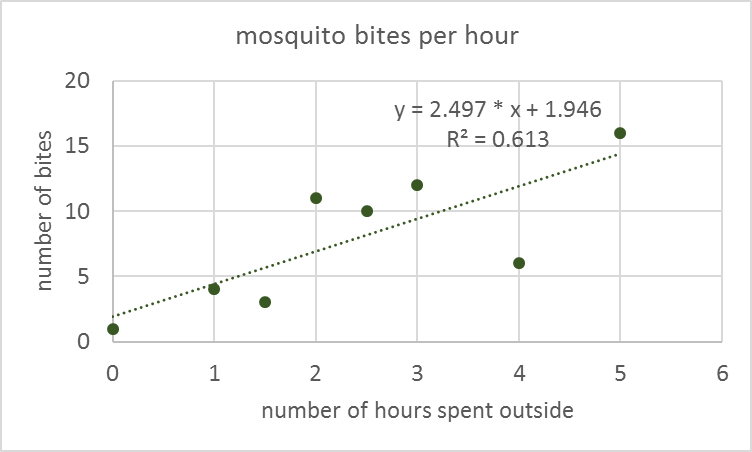 mosquito bites per hour
20
y = 2.497 * x + 1.946
R² = 0.613
15
number of bites
10
5
0
0 1 2 3 4 5 6
number of hours spent outside